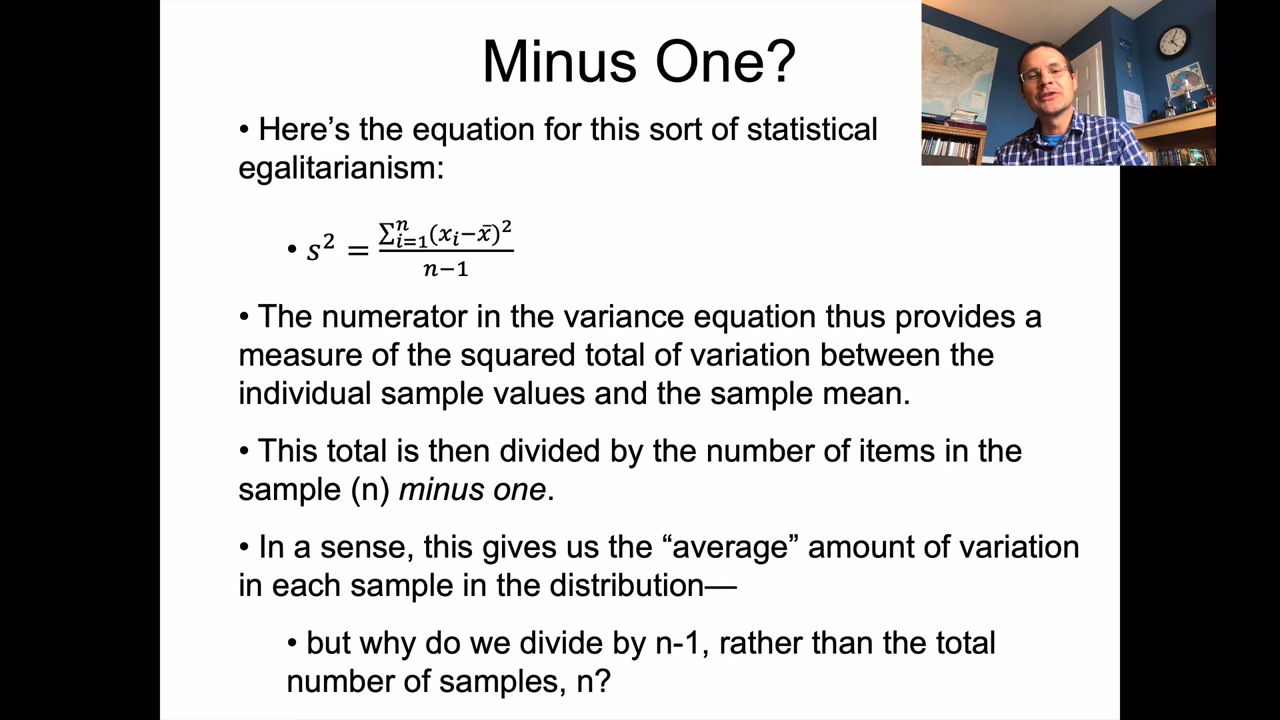 Minus One?
• Here’s the equation for this sort of statistical
egalitarianism:
• s² = \frac{\sum_{i=1}^{n}(x_i-\bar{x})^2}{n-1}
• The numerator in the variance equation thus provides a
measure of the squared total of variation between the
individual sample values and the sample mean.
• This total is then divided by the number of items in the
sample (n) minus one.
• In a sense, this gives us the “average” amount of variation
in each sample in the distribution—
• but why do we divide by n-1, rather than the total
number of samples, n?